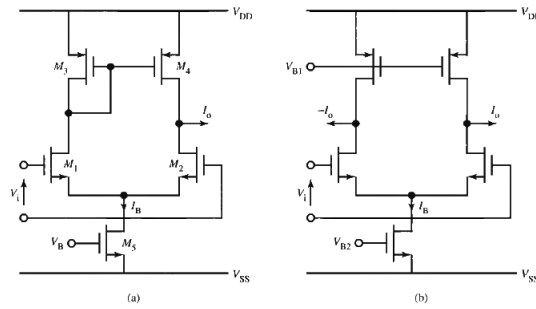 V_DD
M_3
M_4
I_o
M_1
M_2
V_i
I_B
V_B
M_5
V_SS
(a)
V_DD
V_B1
-I_o
I_o
V_i
I_B
V_B2
V_SS
(b)